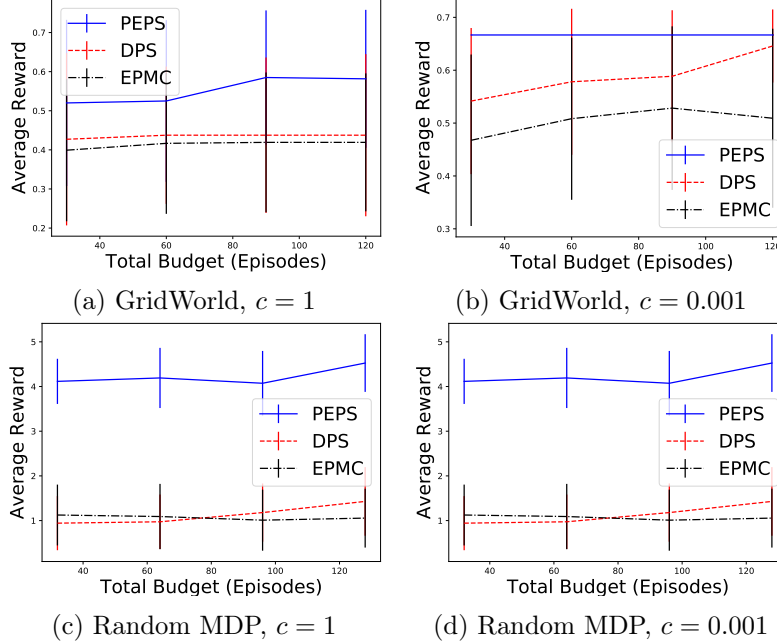 PEPS
DPS
EPMC
0.7
0.6
0.5
0.4
0.3
0.2
40
60
80
100
120
Average Reward
Total Budget (Episodes)
(a) GridWorld, c = 1
0.7
0.6
0.5
0.4
0.3
40
60
80
100
120
Average Reward
PEPS
DPS
EPMC
Total Budget (Episodes)
(b) GridWorld, c = 0.001
5
4
3
2
1
40
60
80
100
120
Average Reward
PEPS
DPS
EPMC
Total Budget (Episodes)
(c) Random MDP, c = 1
5
4
3
2
1
40
60
80
100
120
Average Reward
PEPS
DPS
EPMC
Total Budget (Episodes)
(d) Random MDP, c = 0.001